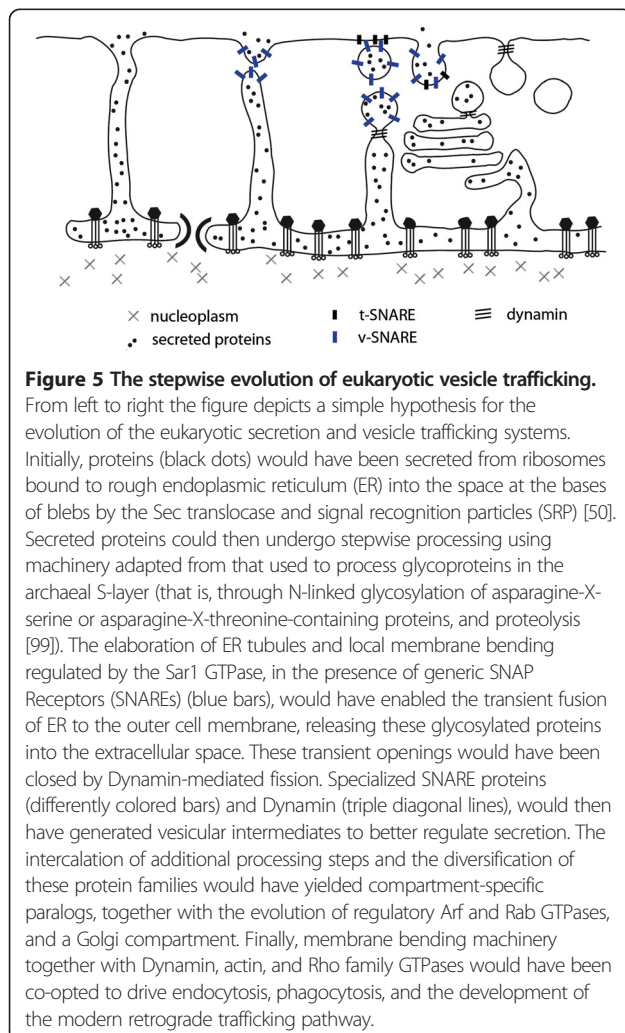 nucleoplasm t-SNARE dynamin
secreted proteins v-SNARE
Figure 5 The stepwise evolution of eukaryotic vesicle trafficking.
From left to right the figure depicts a simple hypothesis for the
evolution of the eukaryotic secretion and vesicle trafficking systems.
Initially, proteins (black dots) would have been secreted from ribosomes
bound to rough endoplasmic reticulum (ER) into the space at the bases
of blebs by the Sec translocase and signal recognition particles (SRP) [50].
Secreted proteins could then undergo stepwise processing using
machinery adapted from that used to process glycoproteins in the
archaeal S-layer (that is, through N-linked glycosylation of asparagine-X-
serine or asparagine-X-threonine-containing proteins, and proteolysis
[99]). The elaboration of ER tubules and local membrane bending
regulated by the Sar1 GTPase, in the presence of generic SNAP
Receptors (SNAREs) (blue bars), would have enabled the transient fusion
of ER to the outer cell membrane, releasing these glycosylated proteins
into the extracellular space. These transient openings would have been
closed by Dynamin-mediated fission. Specialized SNARE proteins
(differently colored bars) and Dynamin (triple diagonal lines), would then
have generated vesicular intermediates to better regulate secretion. The
intercalation of additional processing steps and the diversification of
these protein families would have yielded compartment-specific
paralogs, together with the evolution of regulatory Arf and Rab GTPases,
and a Golgi compartment. Finally, membrane bending machinery
together with Dynamin, actin, and Rho family GTPases would have been
co-opted to drive endocytosis, phagocytosis, and the development of
the modern retrograde trafficking pathway.